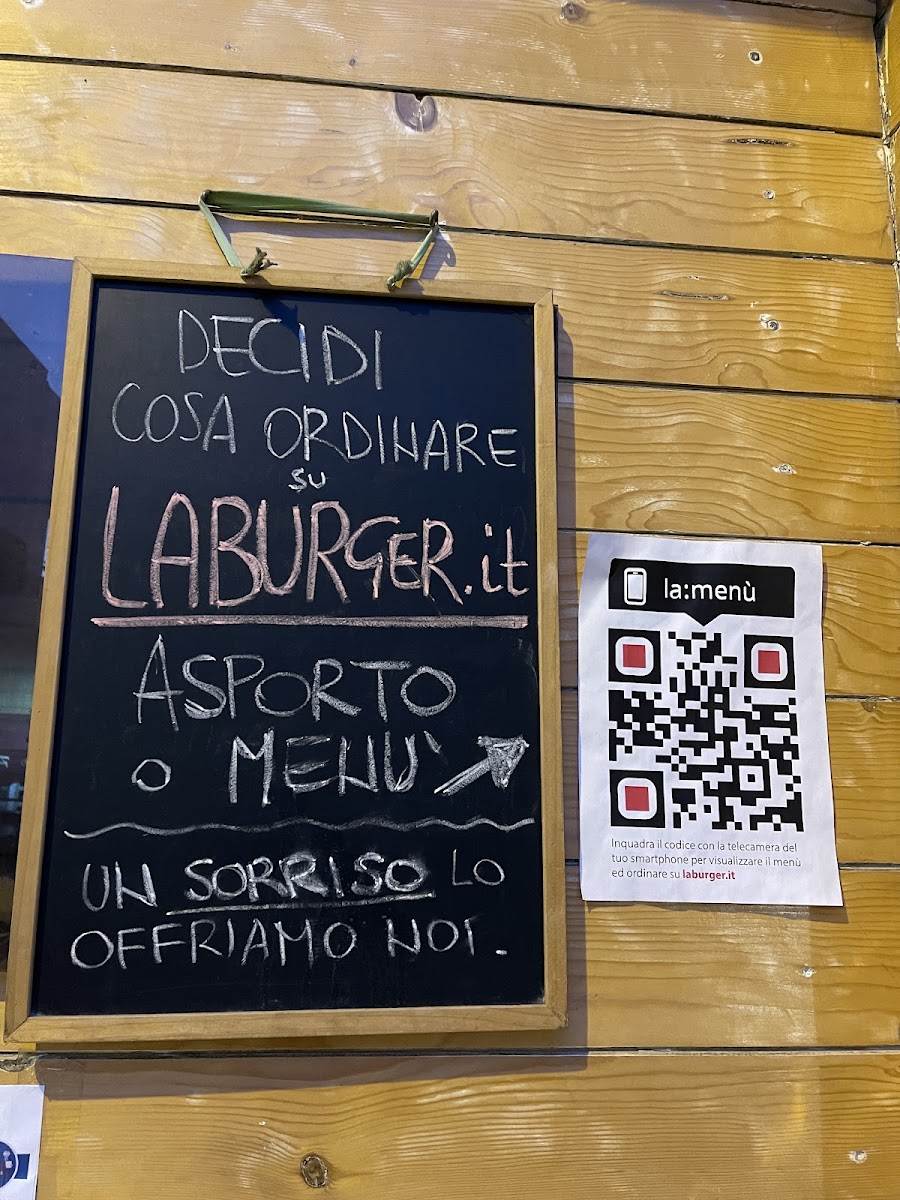 DECIDI
COSA ORDINARE
SU
LABURGER.it
ASPORTO
O MENU'
UN SORRISO LO
OFFRIAMO NOI.
la:menù
Inquadra il codice con la telecamera del
tuo smartphone per visualizzare il menù
ed ordinare su laburger.it